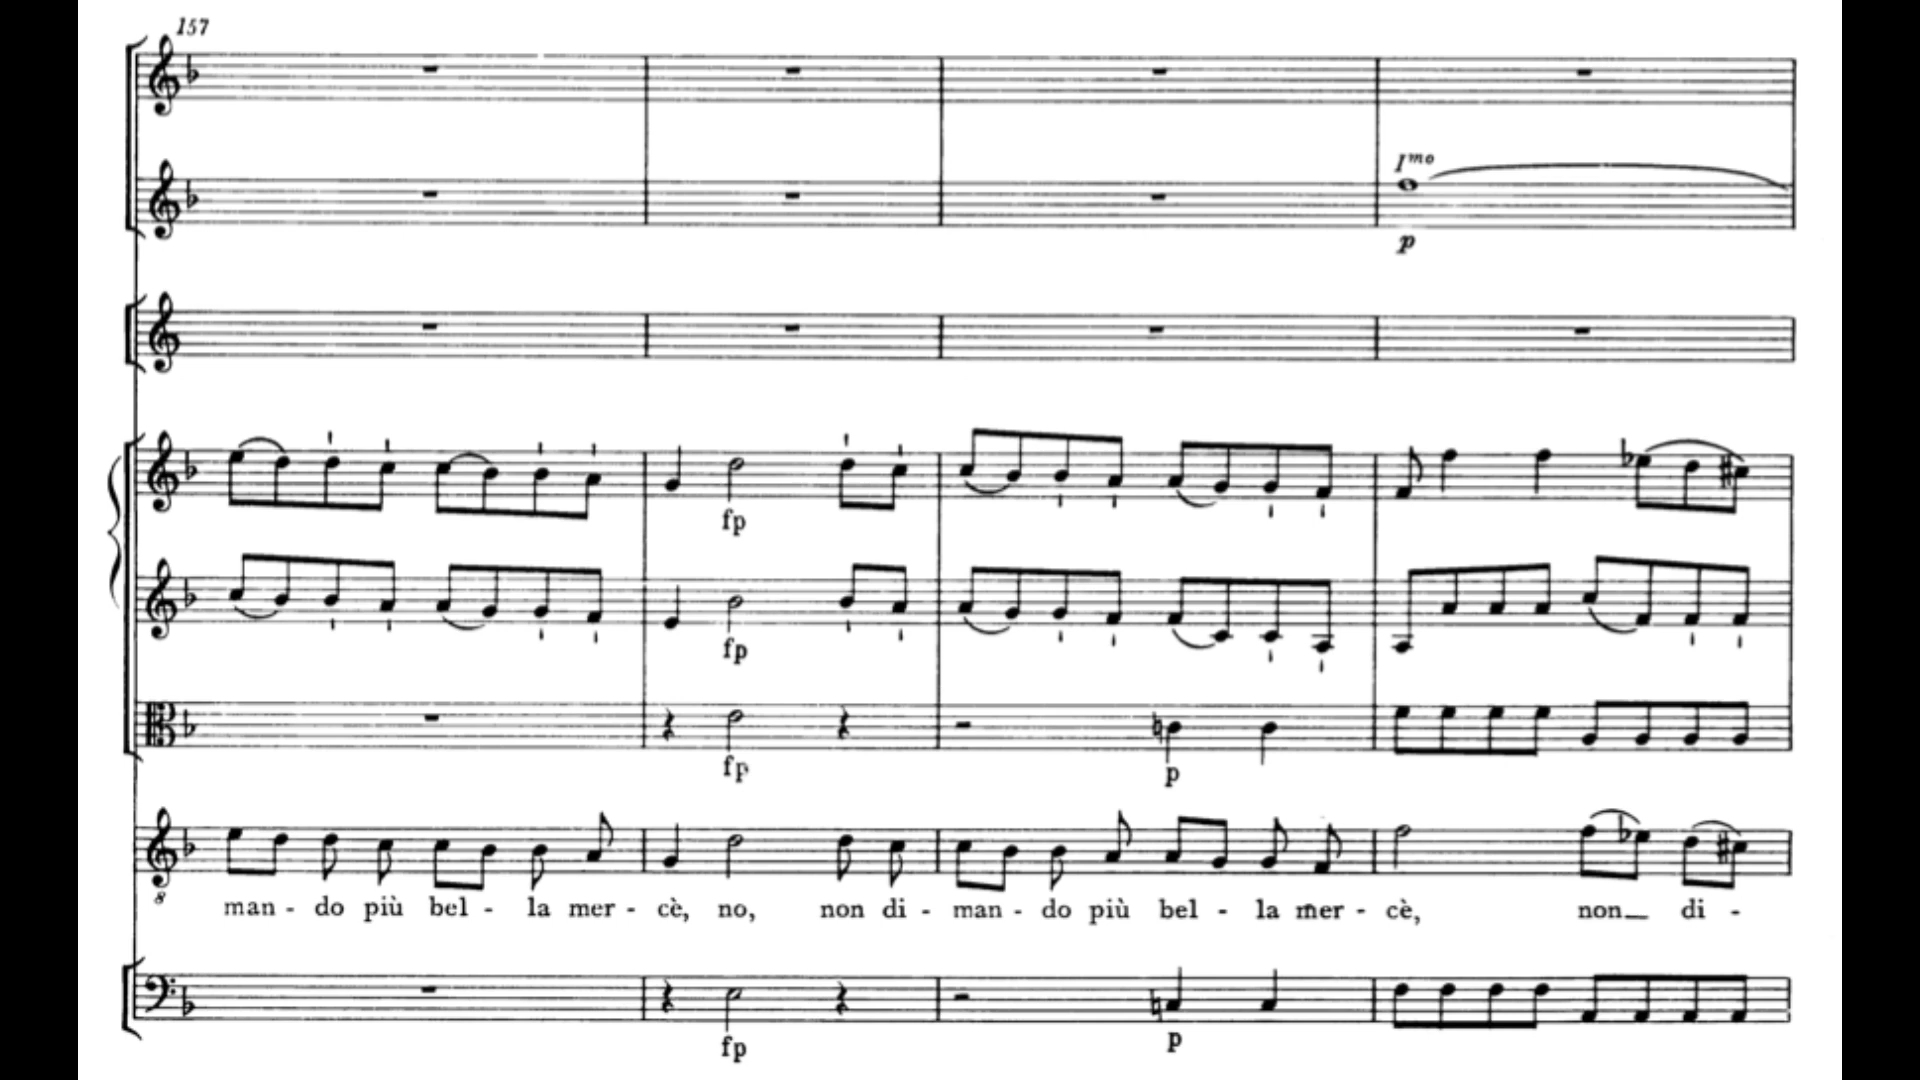 157
Imo
p
fp
fp
fp p
8
man - do più bel - la mer - cè, no, non di - man - do più bel - la mer - cè, non di -
fp p